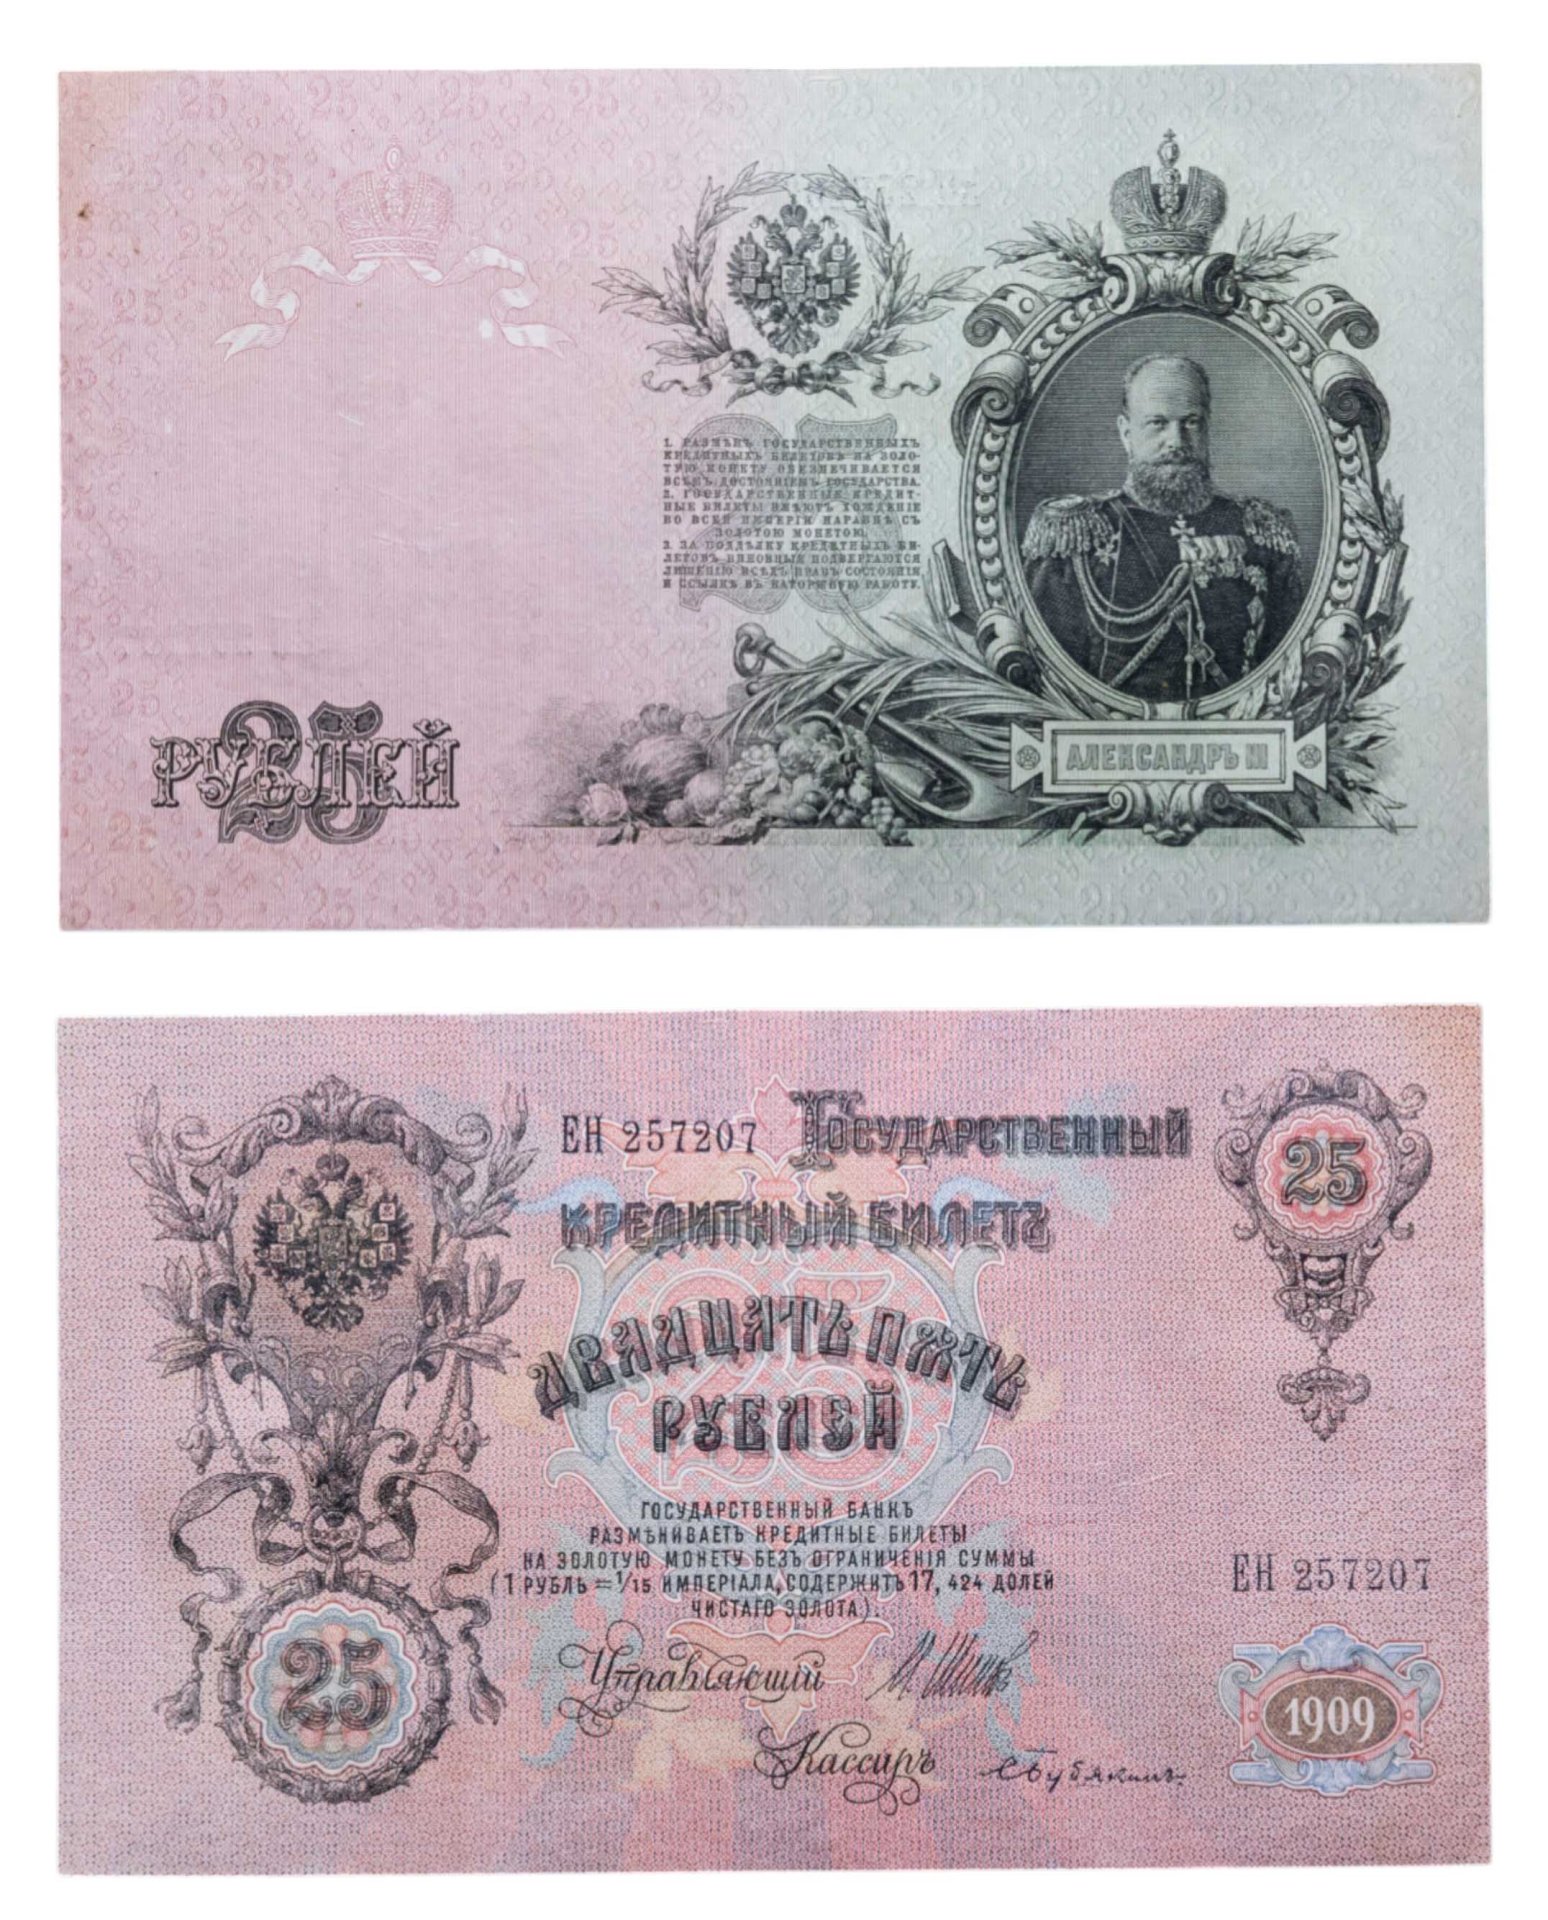 1. РАЗМѢНЪ ГОСУДАРСТВЕННЫХЪ
КРЕДИТНЫХЪ БИЛЕТОВЪ НА ЗОЛО-
ТУЮ МОНЕТУ ОБЕЗПЕЧИВАЕТСЯ
ВСѢМЪ ДОСТОЯНІЕМЪ ГОСУДАРСТВА.
2. ГОСУДАРСТВЕННЫЕ КРЕДИТ-
НЫЕ БИЛЕТЫ ИМѢЮТЪ ХОЖДЕНІЕ
ВО ВСЕЙ ИМПЕРІИ НАРАВНѢ СЪ
ЗОЛОТОЮ МОНЕТОЮ.
3. ЗА ПОДДѢЛКУ КРЕДИТНЫХЪ БИ-
ЛЕТОВЪ ВИНОВНЫЕ ПОДВЕРГАЮТСЯ
ЛИШЕНІЮ ВСѢХЪ ПРАВЪ СОСТОЯНІЯ
И ССЫЛКѢ ВЪ КАТОРЖНУЮ РАБОТУ.
25
РУБЛЕЙ
АЛЕКСАНДРЪ III
ЕН 257207
ГОСУДАРСТВЕННЫЙ
КРЕДИТНЫЙ БИЛЕТЪ
25
ДВАДЦАТЬ ПЯТЬ
РУБЛЕЙ
ГОСУДАРСТВЕННЫЙ БАНКЪ
РАЗМѢНИВАЕТЪ КРЕДИТНЫЕ БИЛЕТЫ
НА ЗОЛОТУЮ МОНЕТУ БЕЗЪ ОГРАНИЧЕНІЯ СУММЫ
(1 РУБЛЬ = 1/15 ИМПЕРІАЛА, СОДЕРЖИТЪ 17, 424 ДОЛЕЙ
ЧИСТАГО ЗОЛОТА).
ЕН 257207
25
Управляющій
Кассиръ
1909